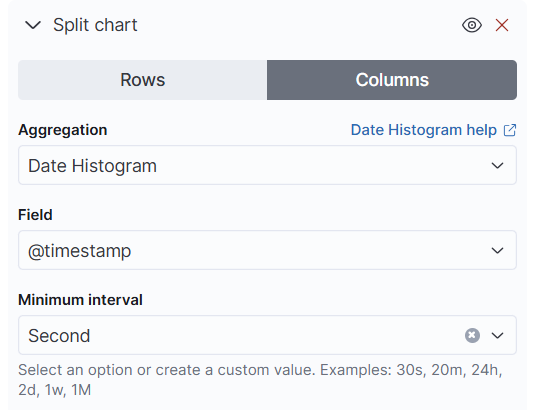 Split chart
Rows Columns
Aggregation Date Histogram help
Date Histogram
Field
@timestamp
Minimum interval
Second
Select an option or create a custom value. Examples: 30s, 20m, 24h,
2d, 1w, 1M